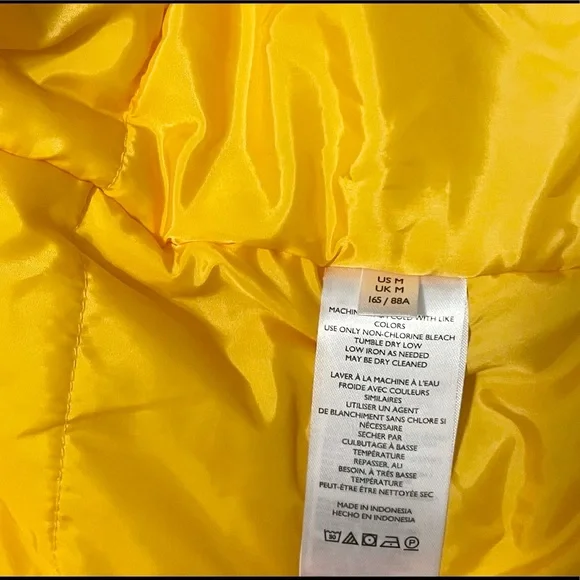 US M
UK M
165 / 88A
MACHIN COLD WITH LIKE
COLORS
USE ONLY NON-CHLORINE BLEACH
TUMBLE DRY LOW
LOW IRON AS NEEDED
MAY BE DRY CLEANED
LAVER À LA MACHINE À L'EAU
FROIDE AVEC COULEURS
SIMILAIRES
UTILISER UN AGENT
DE BLANCHIMENT SANS CHLORE SI
NÉCESSAIRE
SECHER PAR
CULBUTAGE À BASSE
TEMPÉRATURE
REPASSER, AU
BESOIN, À TRÈS BASSE
TEMPÉRATURE
PEUT-ÊTRE ÊTRE NETTOYÉE SEC
MADE IN INDONESIA
HECHO EN INDONESIA
30
P